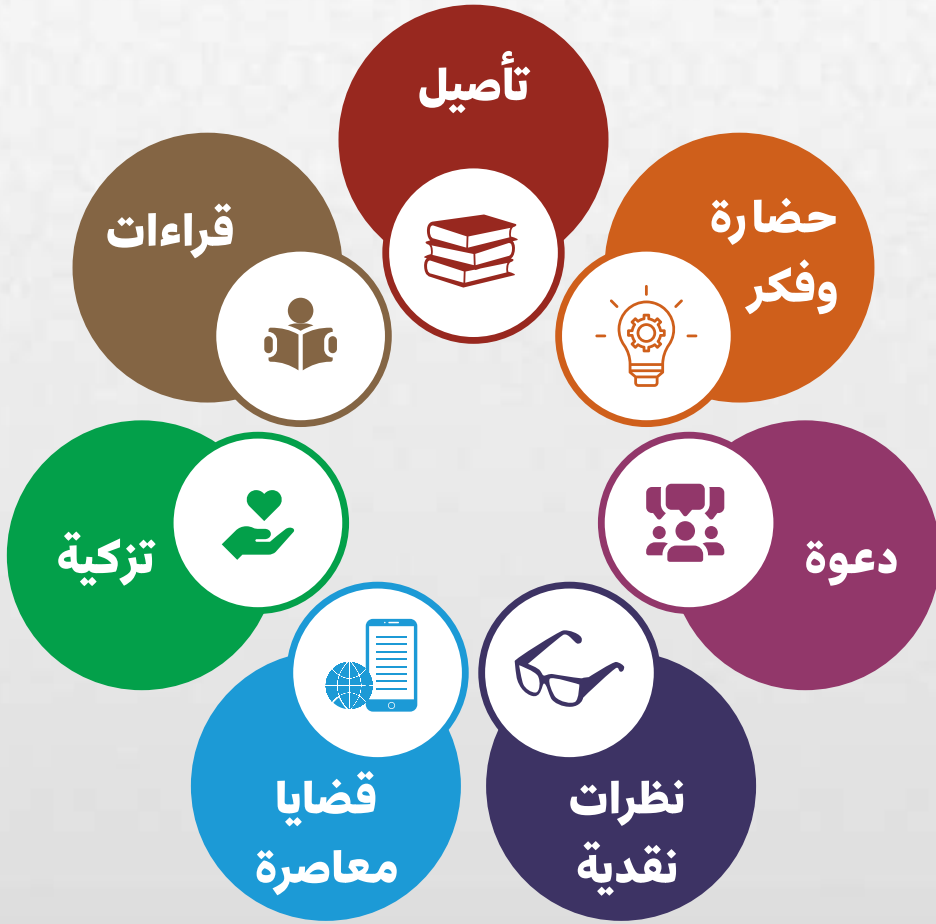 تأصيل
حضارة
وفكر
دعوة
نظرات
نقدية
قضايا
معاصرة
تزكية
قراءات